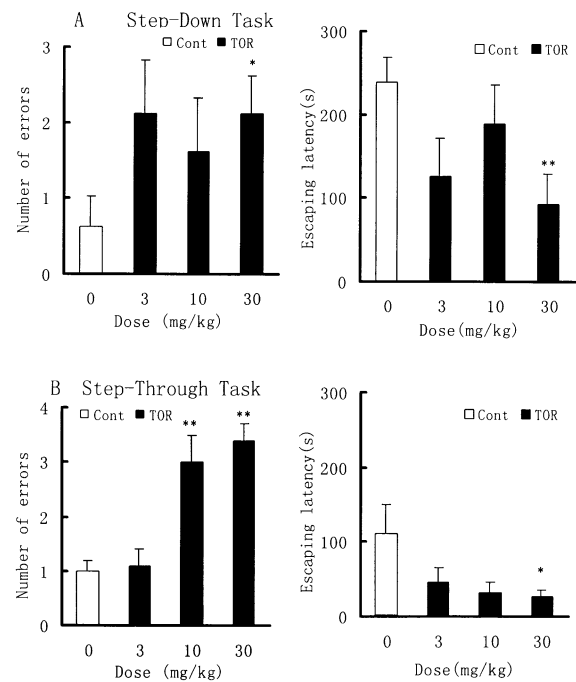 A Step-Down Task
Cont TOR
3
2
1
0
Number of errors
*
0 3 10 30
Dose (mg/kg)
Cont TOR
300
200
100
0
Escaping latency(s)
**
0 3 10 30
Dose(mg/kg)
B Step-Through Task
Cont TOR
4
3
2
1
0
Number of errors
** **
0 3 10 30
Dose (mg/kg)
Cont TOR
300
200
100
0
Escaping latency(s)
*
0 3 10 30
Dose(mg/kg)